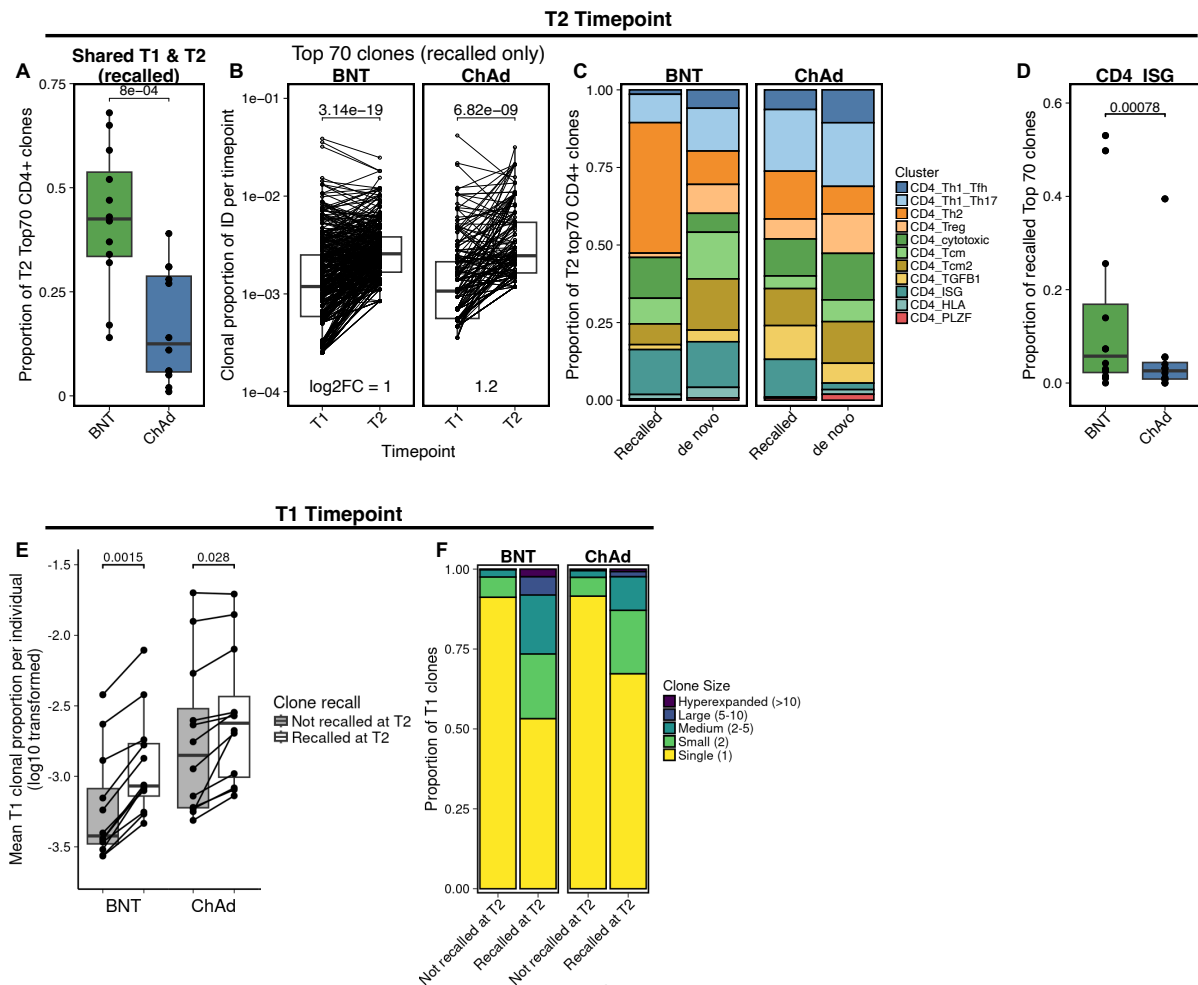 T2 Timepoint
A
Shared T1 & T2
(recalled)
Proportion of T2 Top70 CD4+ clones
0.75
0.5
0.25
0
8e−04
BNT
ChAd
B
Top 70 clones (recalled only)
BNT
ChAd
Clonal proportion of ID per timepoint
1e−01
1e−02
1e−03
1e−04
3.14e−19
6.82e−09
log2FC = 1
1.2
T1
T2
T1
T2
Timepoint
C
BNT
ChAd
Proportion of T2 top70 CD4+ clones
1.00
0.75
0.50
0.25
0.00
Recalled
de novo
Recalled
de novo
Cluster
CD4_Th1_Tfh
CD4_Th1_Th17
CD4_Th2
CD4_Treg
CD4_cytotoxic
CD4_Tcm
CD4_Tcm2
CD4_TGFB1
CD4_ISG
CD4_HLA
CD4_PLZF
D
CD4_ISG
Proportion of recalled Top 70 clones
0.6
0.4
0.2
0.0
0.00078
BNT
ChAd
T1 Timepoint
E
Mean T1 clonal proportion per individual
(log10 transformed)
-1.5
-2.0
-2.5
-3.0
-3.5
0.0015
0.028
BNT
ChAd
Clone recall
Not recalled at T2
Recalled at T2
F
BNT
ChAd
Proportion of T1 clones
1.00
0.75
0.50
0.25
0.00
Not recalled at T2
Recalled at T2
Not recalled at T2
Recalled at T2
Clone Size
Hyperexpanded (>10)
Large (5-10)
Medium (2-5)
Small (2)
Single (1)